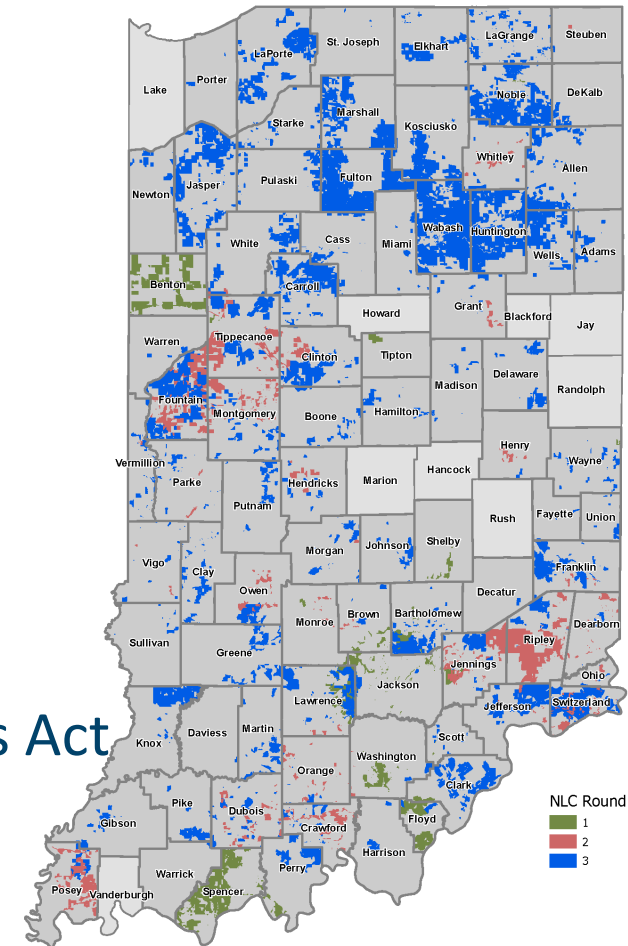 St. Joseph
LaGrange
Steuben
LaPorte
Elkhart
Porter
Lake
Noble
DeKalb
Marshall
Starke
Kosciusko
Whitley
Allen
Fulton
Pulaski
Jasper
Newton
Wabash
Huntington
White
Cass
Miami
Wells
Adams
Benton
Carroll
Grant
Howard
Blackford
Jay
Warren
Tippecanoe
Clinton
Tipton
Madison
Delaware
Randolph
Fountain
Montgomery
Boone
Hamilton
Henry
Wayne
Vermillion
Parke
Hendricks
Marion
Hancock
Putnam
Rush
Fayette
Union
Morgan
Johnson
Shelby
Vigo
Clay
Franklin
Owen
Decatur
Monroe
Brown
Bartholomew
Dearborn
Sullivan
Greene
Ripley
Jennings
Ohio
Jackson
Lawrence
Jefferson
Switzerland
s Act
Knox
Daviess
Martin
Scott
Washington
Orange
Clark
Pike
Dubois
Gibson
Floyd
Crawford
Harrison
Perry
Warrick
Posey
Vanderburgh
Spencer
NLC Round
1
2
3